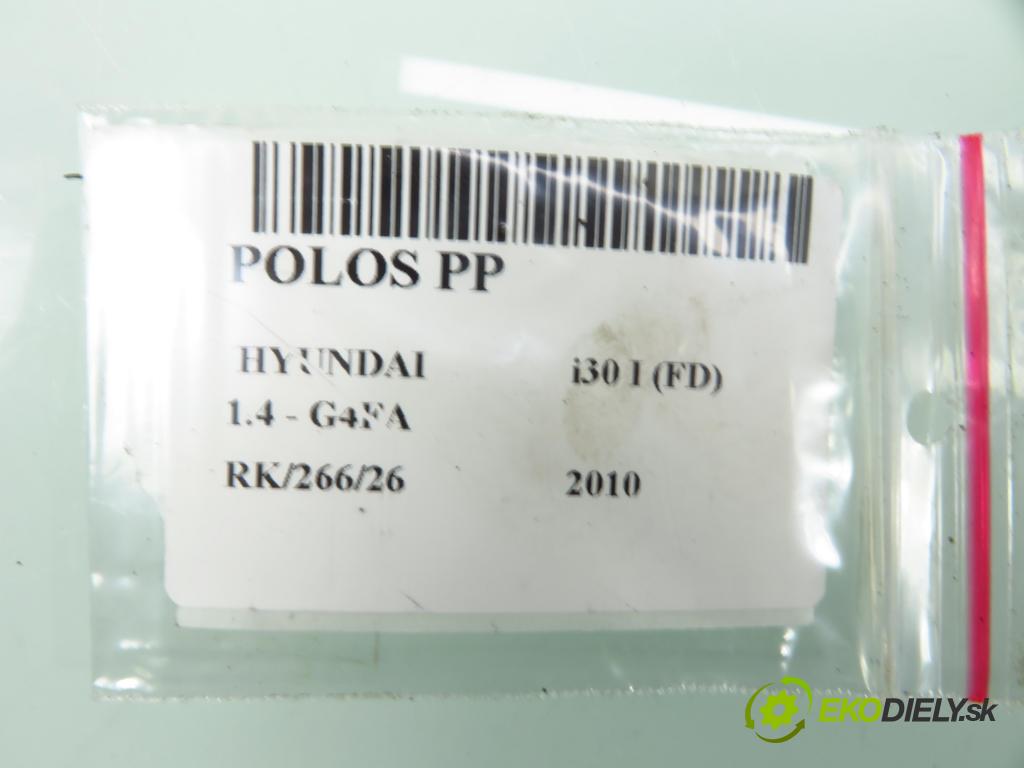 POLOS PP
HYUNDAI i30 I (FD)
1.4 - G4FA
RK/266/26 2010
EKODIELY.sk